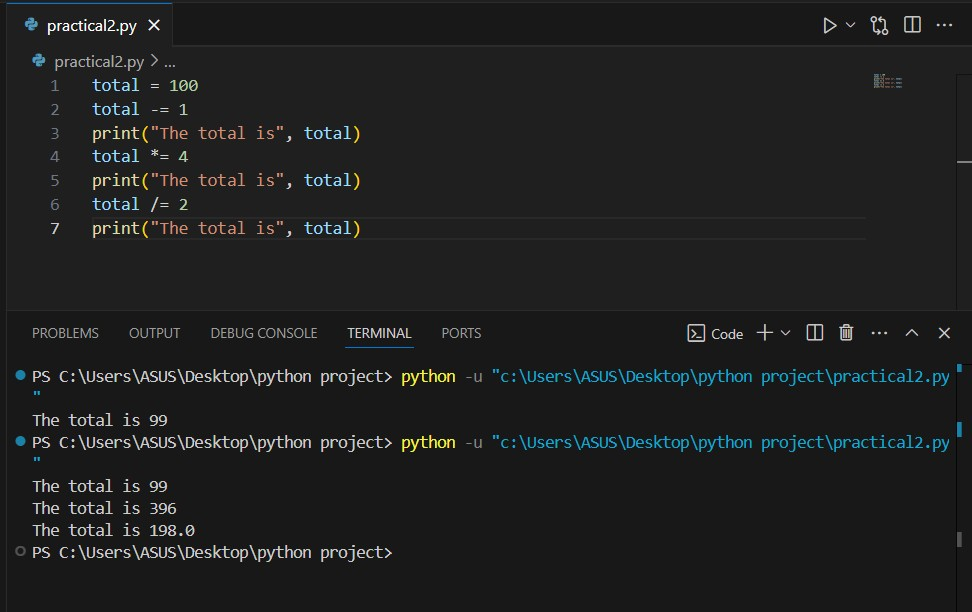 practical2.py
practical2.py > ...
1 total = 100
2 total -= 1
3 print("The total is", total)
4 total *= 4
5 print("The total is", total)
6 total /= 2
7 print("The total is", total)
PROBLEMS OUTPUT DEBUG CONSOLE TERMINAL PORTS Code
PS C:\Users\ASUS\Desktop\python project> python -u "c:\Users\ASUS\Desktop\python project\practical2.py
"
The total is 99
PS C:\Users\ASUS\Desktop\python project> python -u "c:\Users\ASUS\Desktop\python project\practical2.py
"
The total is 99
The total is 396
The total is 198.0
PS C:\Users\ASUS\Desktop\python project>